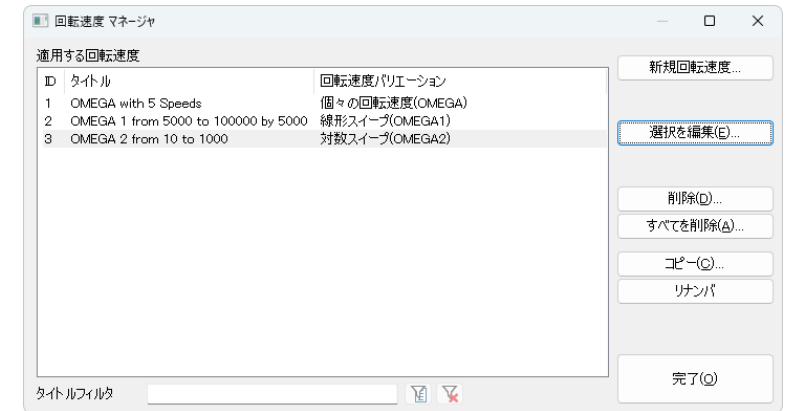 回転速度 マネージャ
適用する回転速度
ID タイトル 回転速度バリエーション
1 OMEGA with 5 Speeds 個々の回転速度(OMEGA)
2 OMEGA 1 from 5000 to 100000 by 5000 線形スイープ(OMEGA1)
3 OMEGA 2 from 10 to 1000 対数スイープ(OMEGA2)
新規回転速度...
選択を編集(E)...
削除(D)...
すべてを削除(A)...
コピー(C)...
リナンバ
完了(O)
タイトルフィルタ